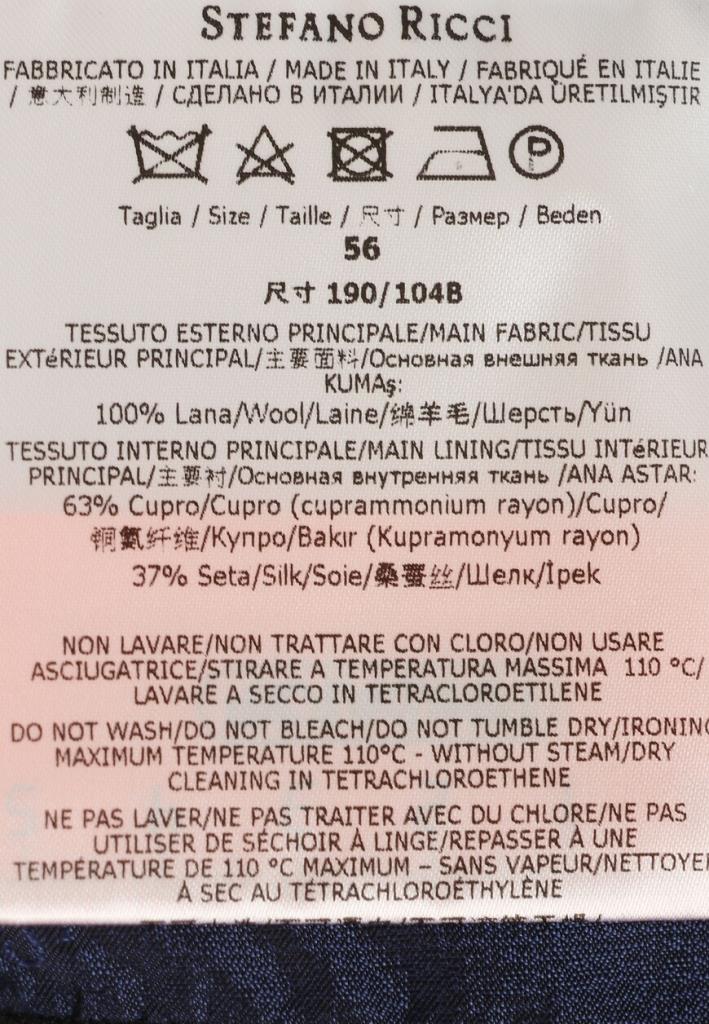 STEFANO RICCI
FABBRICATO IN ITALIA / MADE IN ITALY / FABRIQUÉ EN ITALIE
/ 意大利制造 / СДЕЛАНО В ИТАЛИИ / ITALYA'DA ÜRETILMIŞTIR
P
Taglia / Size / Taille / 尺寸 / Размер / Beden
56
尺寸 190/104B
TESSUTO ESTERNO PRINCIPALE/MAIN FABRIC/TISSU
EXTéRIEUR PRINCIPAL/主要面料/Основная внешняя ткань /ANA
KUMAş:
100% Lana/Wool/Laine/绵羊毛/Шерсть/Yün
TESSUTO INTERNO PRINCIPALE/MAIN LINING/TISSU INTéRIEUR
PRINCIPAL/主要衬/Основная внутренняя ткань /ANA ASTAR:
63% Cupro/Cupro (cuprammonium rayon)/Cupro/
铜氨纤维/Купро/Bakır (Kupramonyum rayon)
37% Seta/Silk/Soie/桑蚕丝/Шелк/İpek
NON LAVARE/NON TRATTARE CON CLORO/NON USARE
ASCIUGATRICE/STIRARE A TEMPERATURA MASSIMA 110 °C/
LAVARE A SECCO IN TETRACLOROETILENE
DO NOT WASH/DO NOT BLEACH/DO NOT TUMBLE DRY/IRONING
MAXIMUM TEMPERATURE 110°C - WITHOUT STEAM/DRY
CLEANING IN TETRACHLOROETHENE
NE PAS LAVER/NE PAS TRAITER AVEC DU CHLORE/NE PAS
UTILISER DE SÉCHOIR À LINGE/REPASSER À UNE
TEMPÉRATURE DE 110 °C MAXIMUM – SANS VAPEUR/NETTOYER
À SEC AU TÉTRACHLOROÉTHYLÈNE